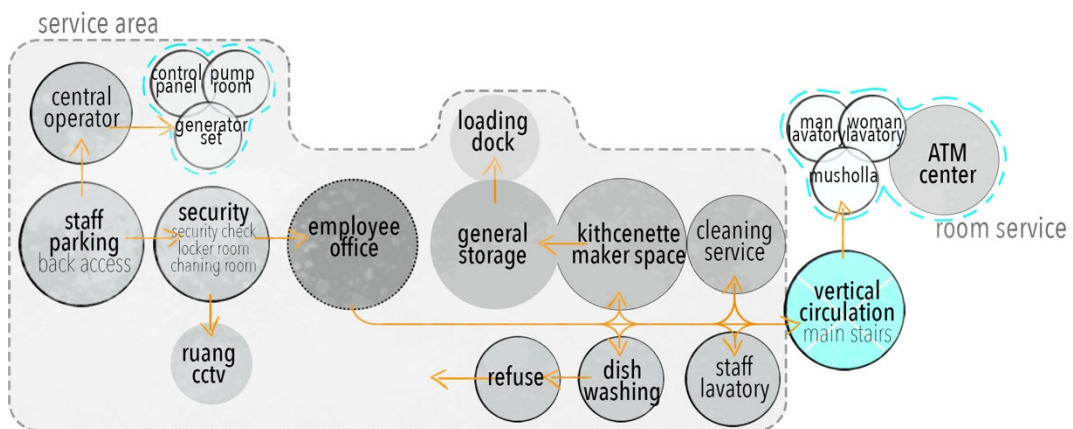 service area
central
operator
control
panel
pump
room
generator
set
staff
parking
back access
security
security check
locker room
chaning room
ruang
cctv
employee
office
loading
dock
general
storage
kithcenette
maker space
cleaning
service
refuse
dish
washing
staff
lavatory
vertical
circulation
main stairs
man
lavatory
woman
lavatory
musholla
ATM
center
room service